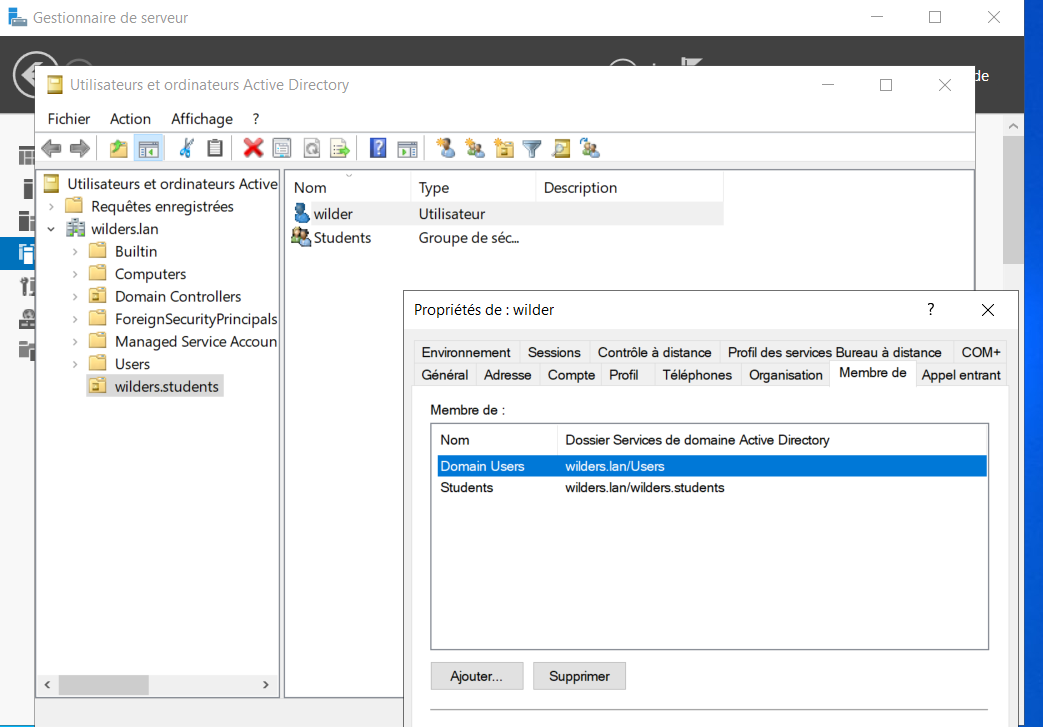 Gestionnaire de serveur
de
Utilisateurs et ordinateurs Active Directory
Fichier Action Affichage ?
Utilisateurs et ordinateurs Active
Requêtes enregistrées
wilders.lan
Builtin
Computers
Domain Controllers
ForeignSecurityPrincipals
Managed Service Accoun
Users
wilders.students
Nom Type Description
wilder Utilisateur
Students Groupe de séc...
Propriétés de : wilder ?
Environnement Sessions Contrôle à distance Profil des services Bureau à distance COM+
Général Adresse Compte Profil Téléphones Organisation Membre de Appel entrant
Membre de :
Nom Dossier Services de domaine Active Directory
Domain Users wilders.lan/Users
Students wilders.lan/wilders.students
Ajouter... Supprimer